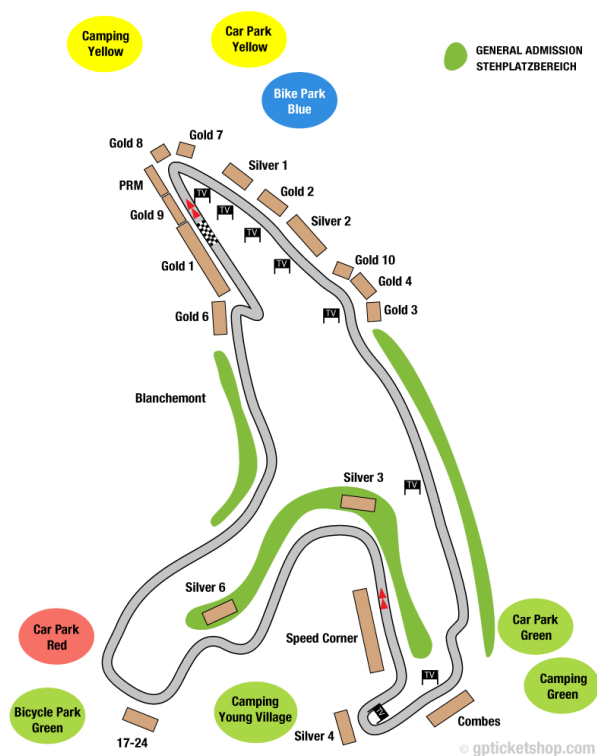 Camping
Yellow
Car Park
Yellow
GENERAL ADMISSION
STEHPLATZBEREICH
Bike Park
Blue
Gold 8
Gold 7
Silver 1
PRM
Gold 2
TV
Gold 9
TV
Silver 2
TV
Gold 1
TV
Gold 10
Gold 4
Gold 6
TV
Gold 3
Blanchemont
Silver 3
TV
Silver 6
Car Park
Red
Speed Corner
Car Park
Green
TV
Camping
Green
Bicycle Park
Green
Camping
Young Village
TV
17-24
Silver 4
Combes
© gpticketshop.com